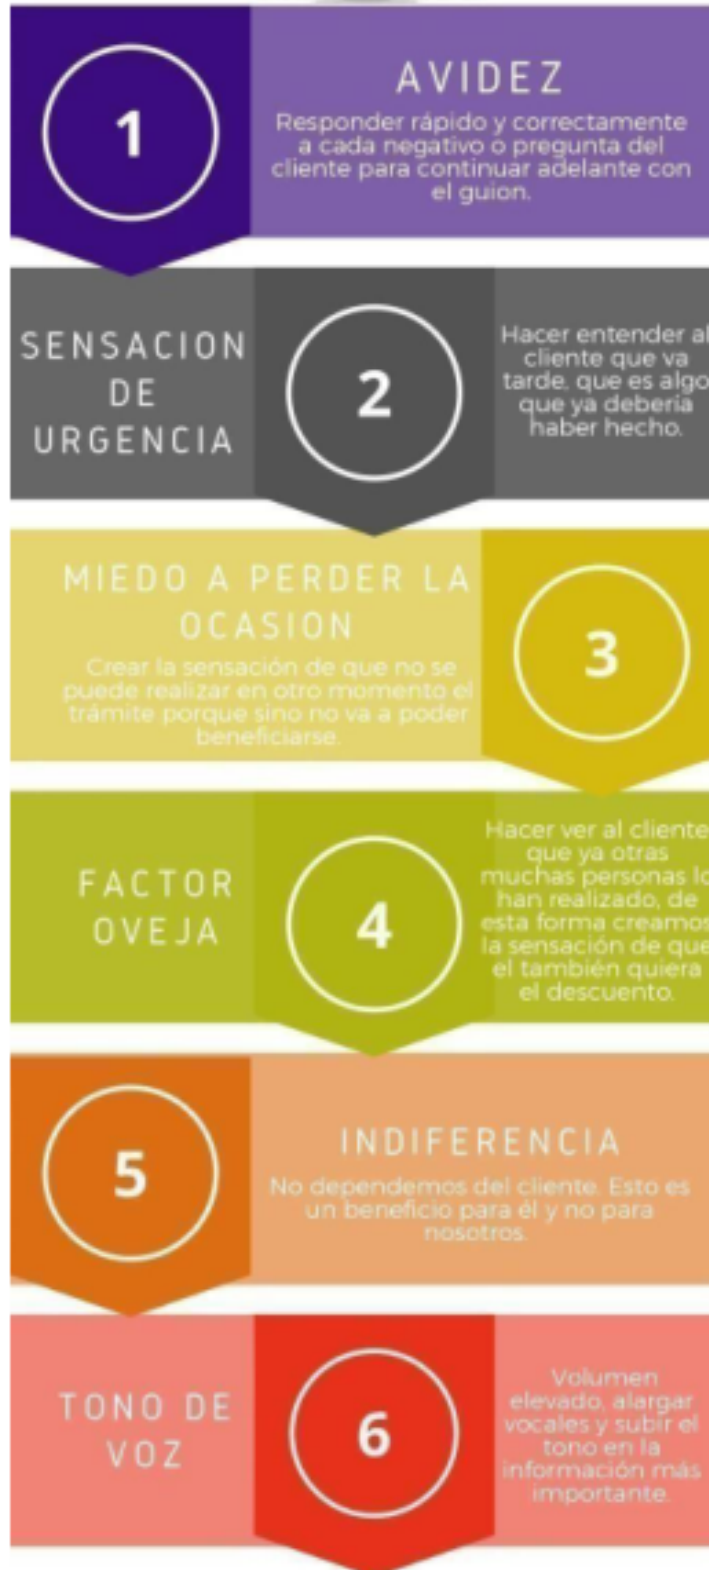 1
AVIDEZ
Responder rápido y correctamente
a cada negativo o pregunta del
cliente para continuar adelante con
el guion.
SENSACION
DE
URGENCIA
2
Hacer entender al
cliente que va
tarde, que es algo
que ya debería
haber hecho.
MIEDO A PERDER LA
OCASION
Crear la sensación de que no se
puede realizar en otro momento el
trámite porque sino no va a poder
beneficiarse.
3
FACTOR
OVEJA
4
Hacer ver al cliente
que ya otras
muchas personas lo
han realizado, de
esta forma creamos
la sensación de que
el también quiera
el descuento.
5
INDIFERENCIA
No dependemos del cliente. Esto es
un beneficio para él y no para
nosotros.
TONO DE
VOZ
6
Volumen
elevado, alargar
vocales y subir el
tono en la
información más
importante.